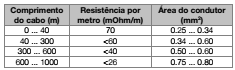 Comprimento do cabo (m) Resistência por metro (mOhm/m) Área do condutor (mm²)
0 ... 40 70 0.25 ... 0.34
40 ... 300 <60 0.34 ... 0.60
300 ... 600 <40 0.50 ... 0.60
600 ... 1000 <26 0.75 ... 0.80